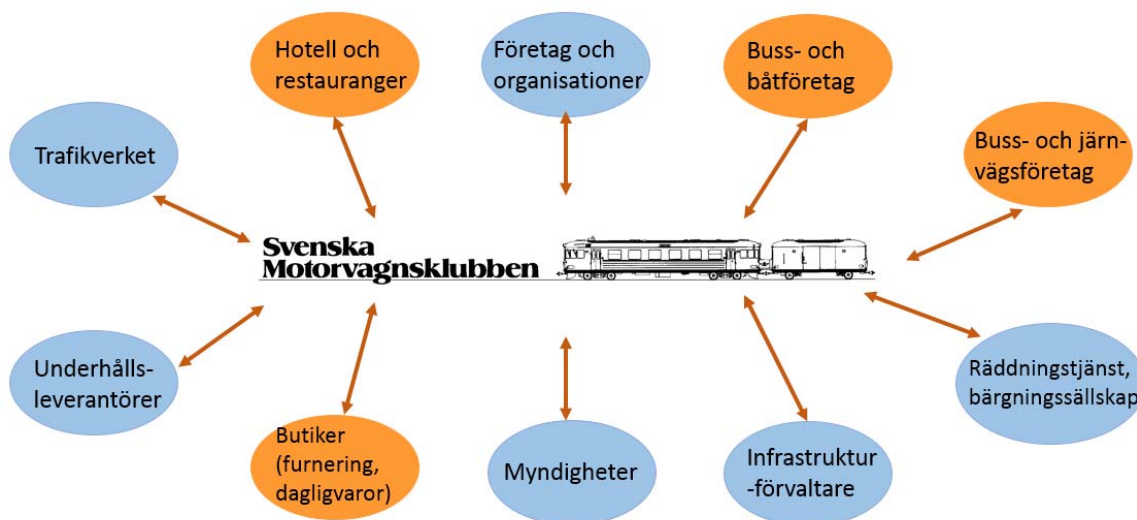 Hotell och
restauranger
Företag och
organisationer
Buss- och
båtföretag
Trafikverket
Buss- och järn-
vägsföretag
Svenska
Motorvagnsklubben
Underhålls-
leverantörer
Räddningstjänst,
bärgningssällskap
Butiker
(furnering,
dagligvaror)
Myndigheter
Infrastruktur
-förvaltare